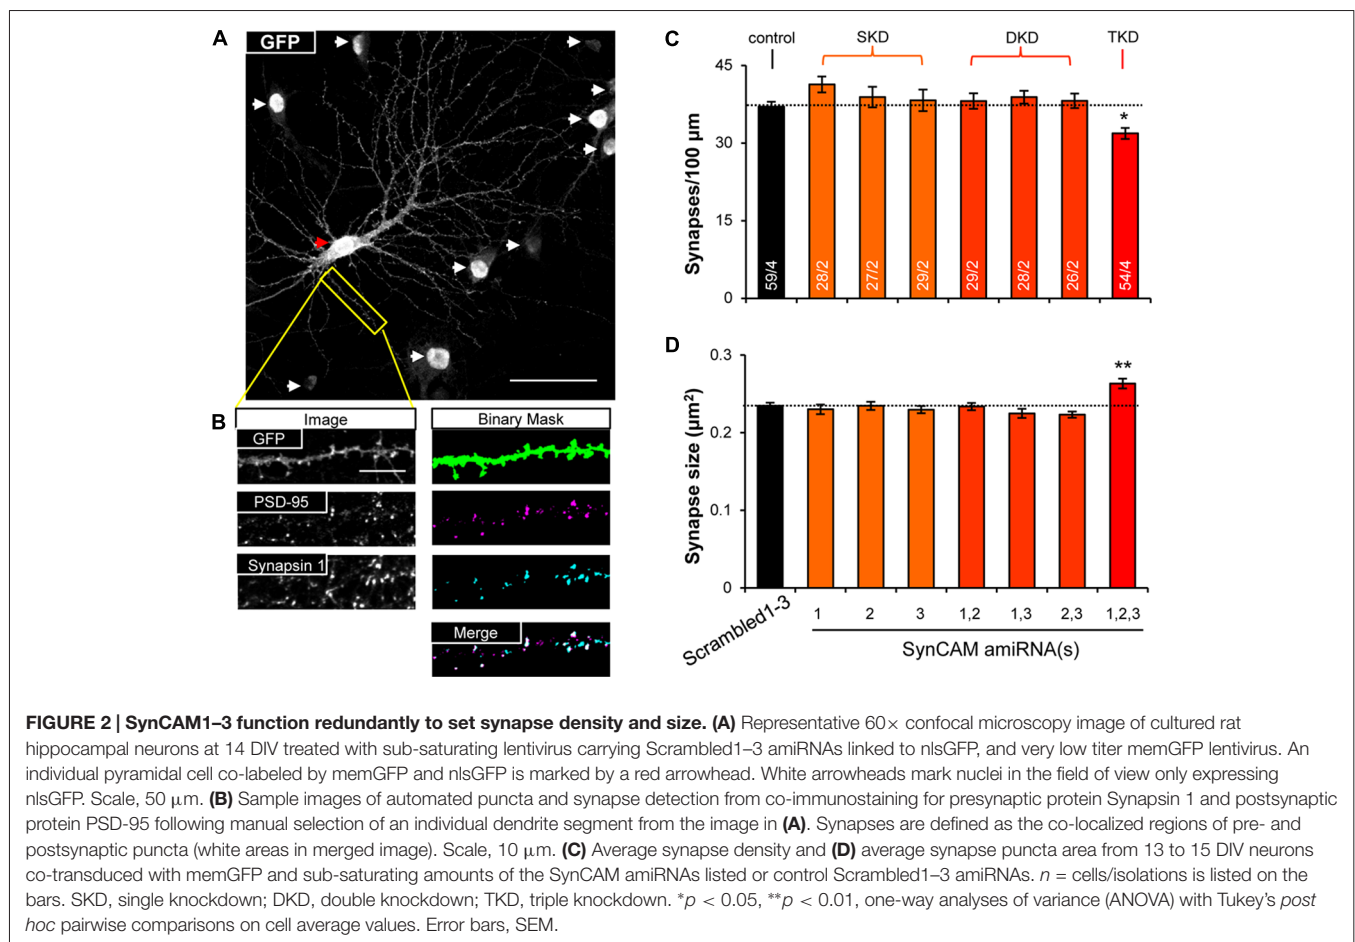 A
GFP
B
Image
Binary Mask
GFP
PSD-95
Synapsin 1
Merge
C
control
SKD
DKD
TKD
Synapses/100 µm
45
30
15
0
*
59/4
28/2
27/2
29/2
29/2
28/2
26/2
54/4
D
Synapse size (µm²)
0.3
0.2
0.1
0
**
Scrambled1-3
1
2
3
1,2
1,3
2,3
1,2,3
SynCAM amiRNA(s)
FIGURE 2 | SynCAM1–3 function redundantly to set synapse density and size. (A) Representative 60× confocal microscopy image of cultured rat
hippocampal neurons at 14 DIV treated with sub-saturating lentivirus carrying Scrambled1–3 amiRNAs linked to nlsGFP, and very low titer memGFP lentivirus. An
individual pyramidal cell co-labeled by memGFP and nlsGFP is marked by a red arrowhead. White arrowheads mark nuclei in the field of view only expressing
nlsGFP. Scale, 50 µm. (B) Sample images of automated puncta and synapse detection from co-immunostaining for presynaptic protein Synapsin 1 and postsynaptic
protein PSD-95 following manual selection of an individual dendrite segment from the image in (A). Synapses are defined as the co-localized regions of pre- and
postsynaptic puncta (white areas in merged image). Scale, 10 µm. (C) Average synapse density and (D) average synapse puncta area from 13 to 15 DIV neurons
co-transduced with memGFP and sub-saturating amounts of the SynCAM amiRNAs listed or control Scrambled1–3 amiRNAs. n = cells/isolations is listed on the
bars. SKD, single knockdown; DKD, double knockdown; TKD, triple knockdown. *p < 0.05, **p < 0.01, one-way analyses of variance (ANOVA) with Tukey's post
hoc pairwise comparisons on cell average values. Error bars, SEM.